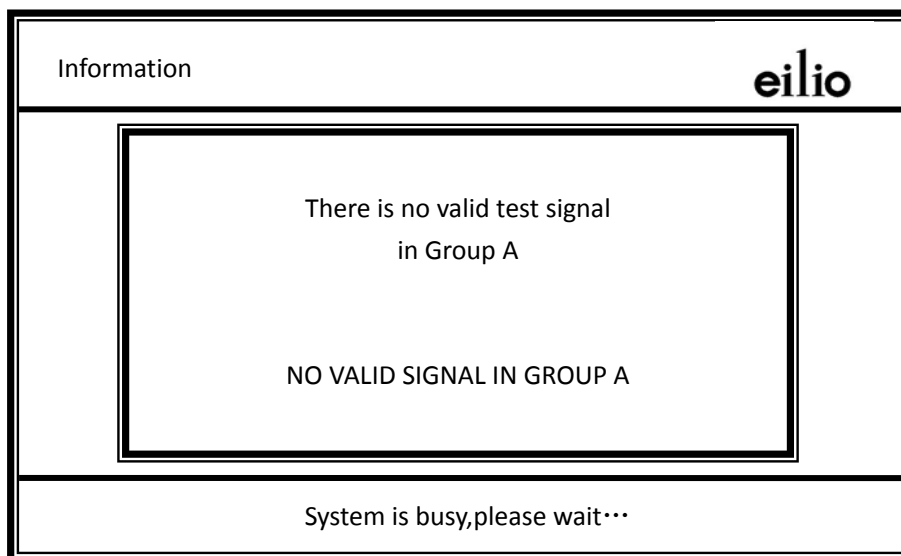 Information
eilio
There is no valid test signal
in Group A
NO VALID SIGNAL IN GROUP A
System is busy,please wait⋯